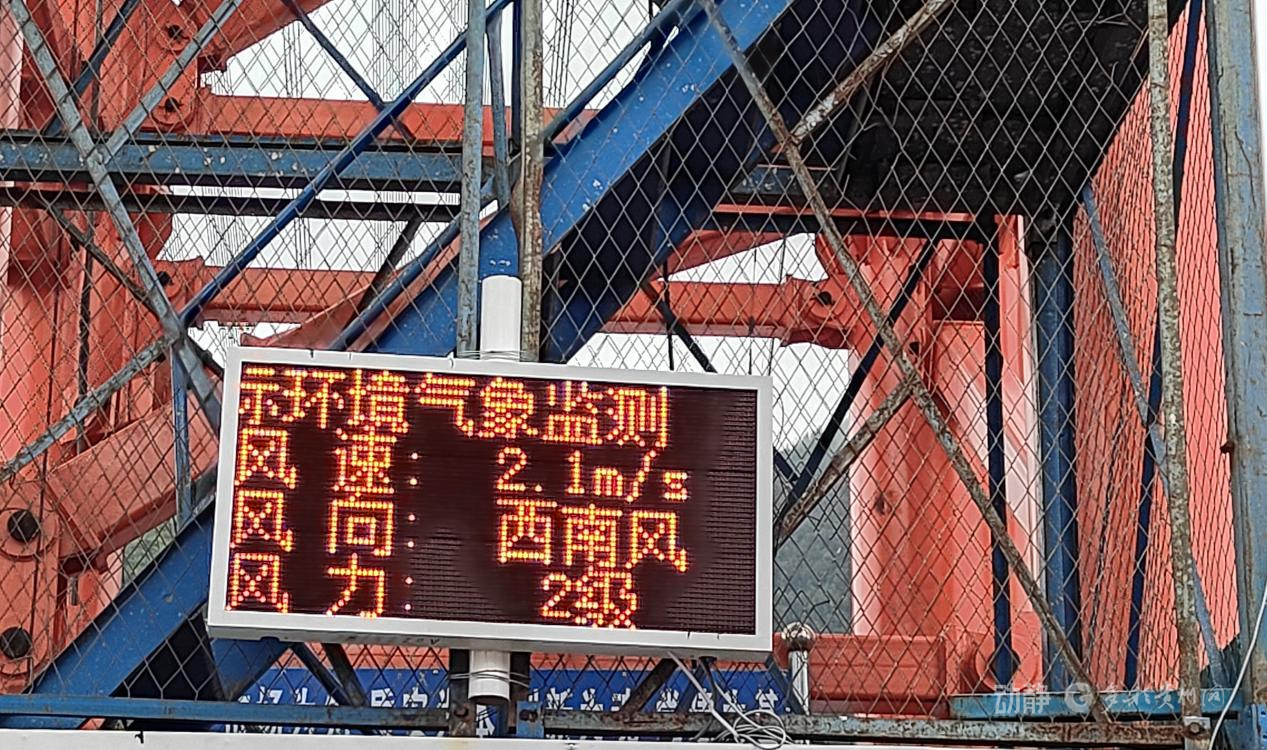 示环境气象监测
风 速： 2.1m/s
风 向： 西南风
风 力： 2级
动静